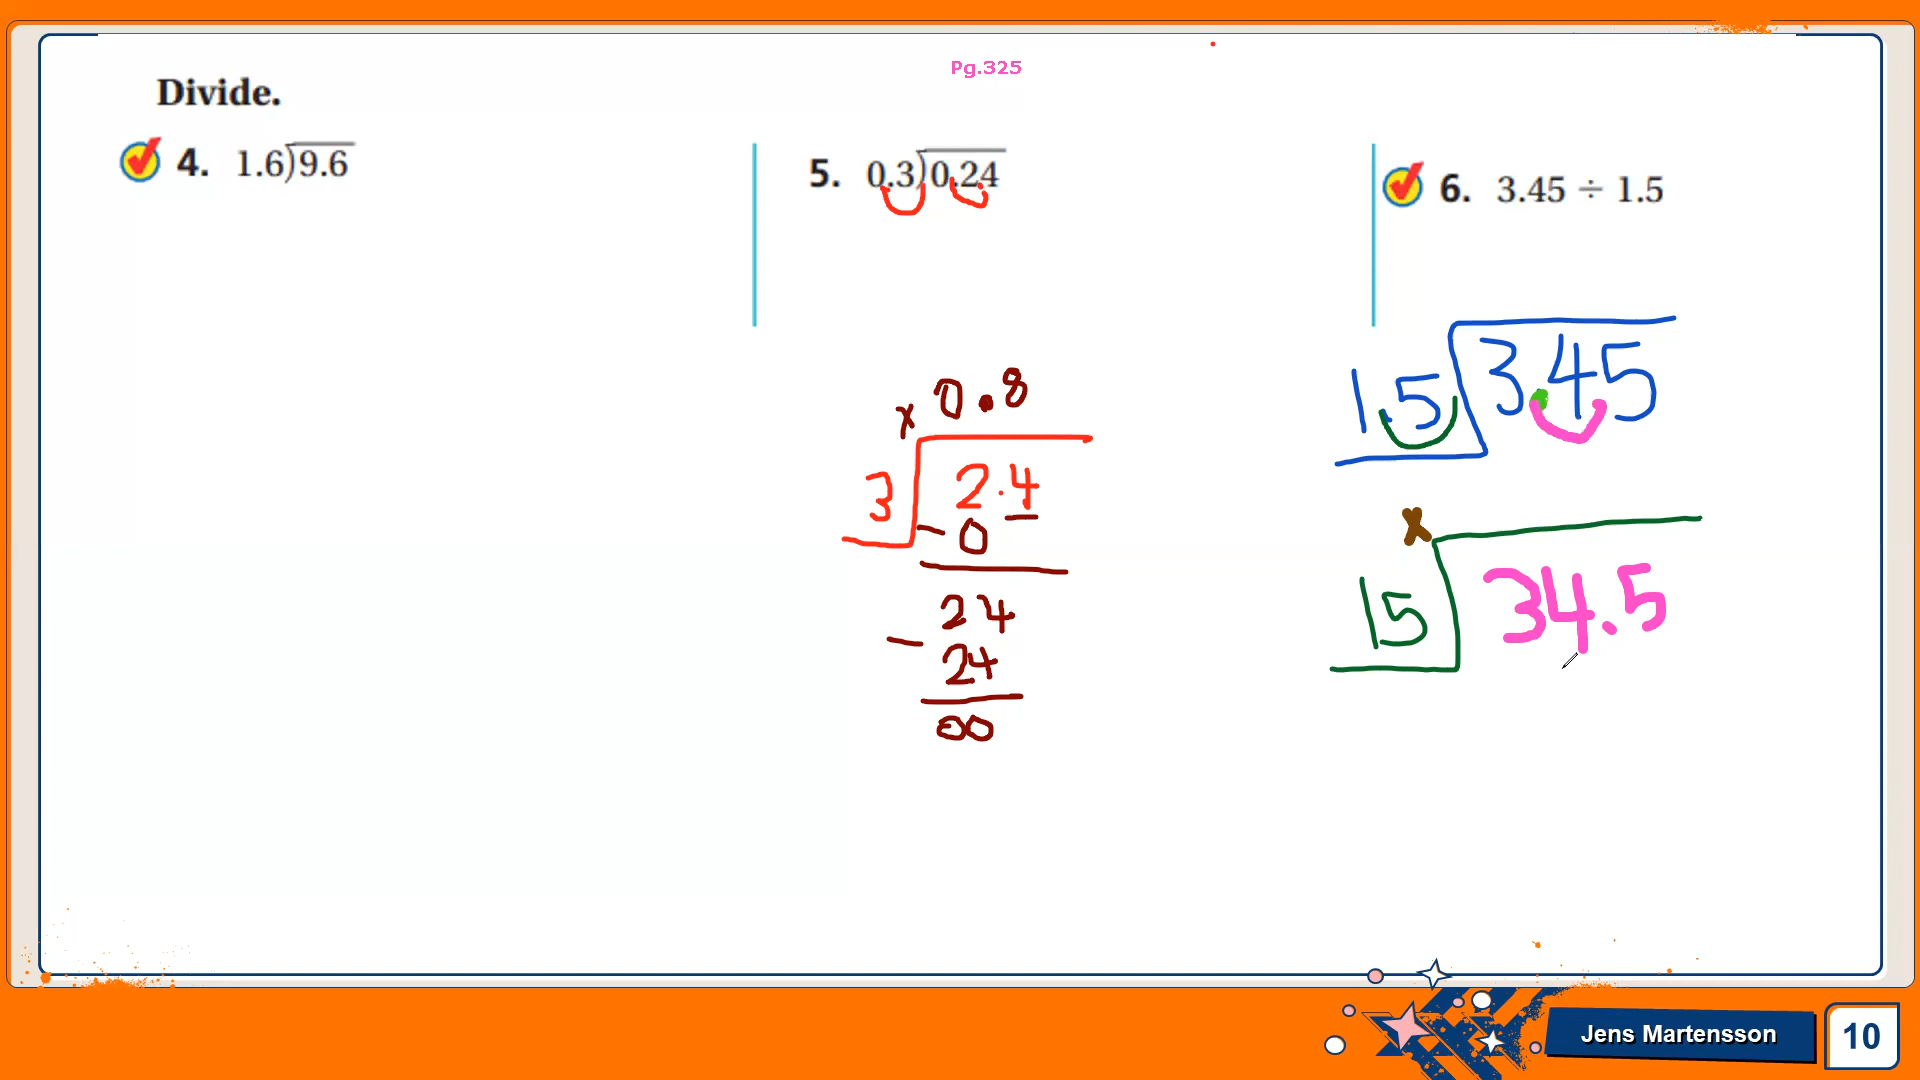 Pg.325
Divide.
4. 1.6)9.6
5. 0.3)0.24
6. 3.45 ÷ 1.5
1.5 3.45
x 0.8
3 2.4
- 0
24
- 24
00
x
15 34.5
Jens Martensson
10